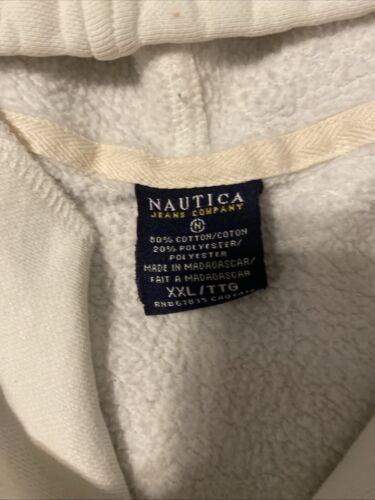 NAUTICA
JEANS COMPANY
N
80% COTTON/COTON
20% POLYESTER/
POLYESTER
MADE IN MADAGASCAR/
FAIT A MADAGASCAR
XXL/TTG